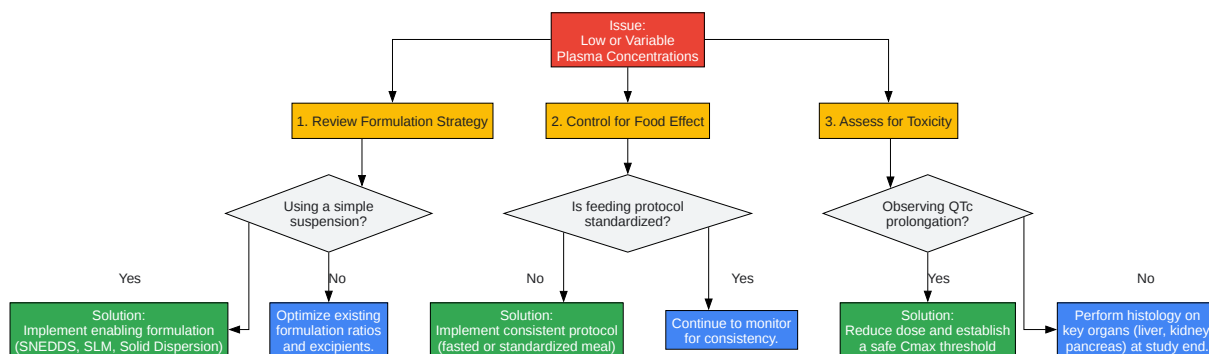 Issue:
Low or Variable
Plasma Concentrations
1. Review Formulation Strategy
2. Control for Food Effect
3. Assess for Toxicity
Using a simple
suspension?
Is feeding protocol
standardized?
Observing QTc
prolongation?
Yes
No
No
Yes
Yes
No
Solution:
Implement enabling formulation
(SNEDDS, SLM, Solid Dispersion)
Optimize existing
formulation ratios
and excipients.
Solution:
Implement consistent protocol
(fasted or standardized meal)
Continue to monitor
for consistency.
Solution:
Reduce dose and establish
a safe Cmax threshold
Perform histology on
key organs (liver, kidney,
pancreas) at study end.